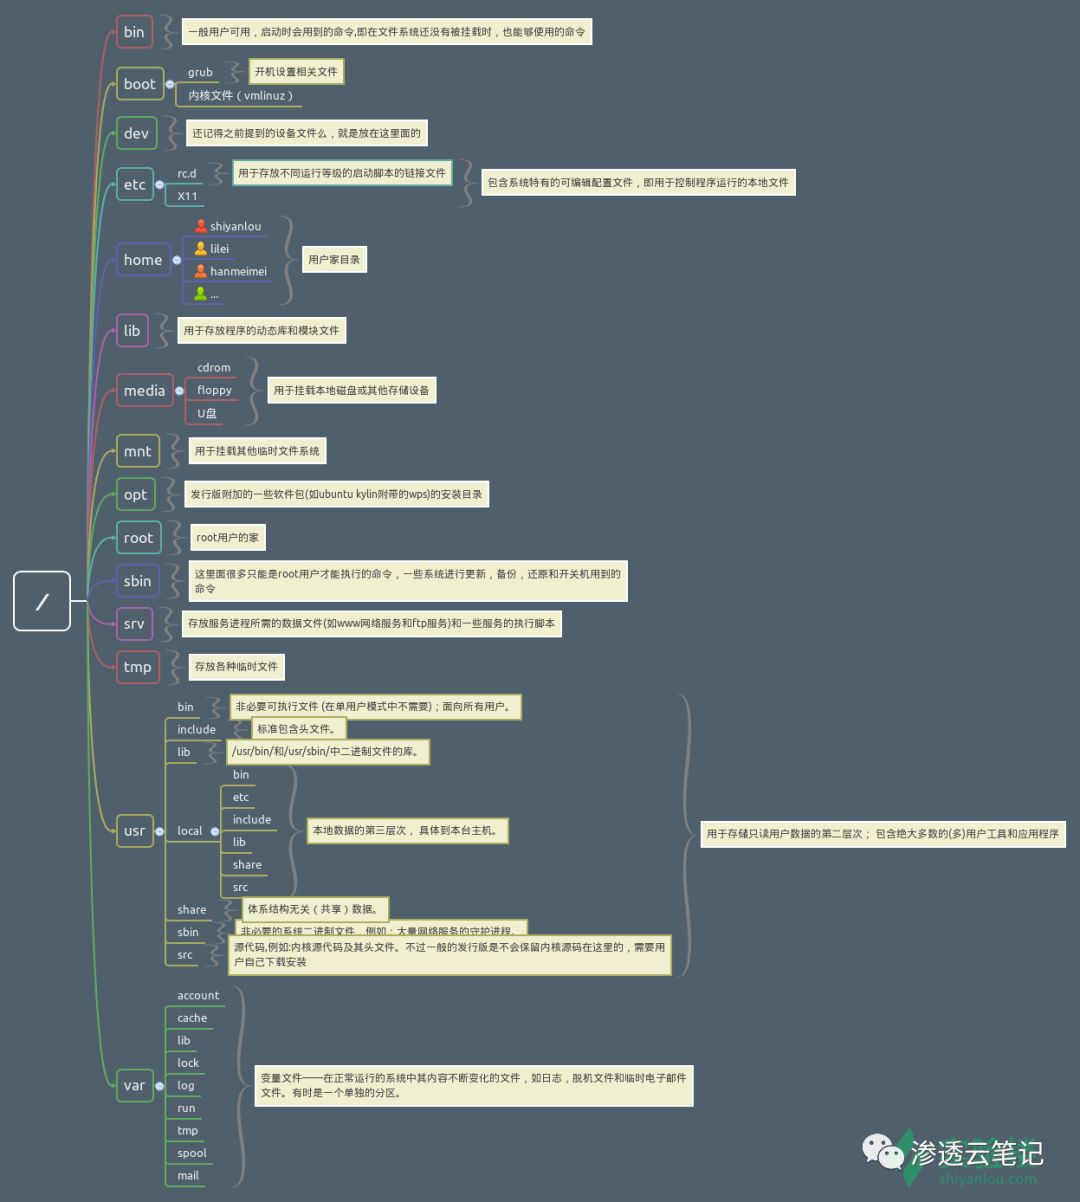 /
bin
一般用户可用，启动时会用到的命令,即在文件系统还没有被挂载时，也能够使用的命令
boot
grub
开机设置相关文件
内核文件（vmlinuz）
dev
还记得之前提到的设备文件么，就是放在这里面的
etc
rc.d
用于存放不同运行等级的启动脚本的链接文件
X11
包含系统特有的可编辑配置文件，即用于控制程序运行的本地文件
home
shiyanlou
lilei
hanmeimei
...
用户家目录
lib
用于存放程序的动态库和模块文件
media
cdrom
floppy
U盘
用于挂载本地磁盘或其他存储设备
mnt
用于挂载其他临时文件系统
opt
发行版附加的一些软件包(如ubuntu kylin附带的wps)的安装目录
root
root用户的家
sbin
这里面很多只能是root用户才能执行的命令，一些系统进行更新，备份，还原和开关机用到的
命令
srv
存放服务进程所需的数据文件(如www网络服务和ftp服务)和一些服务的执行脚本
tmp
存放各种临时文件
usr
bin
非必要可执行文件 (在单用户模式中不需要)；面向所有用户。
include
标准包含头文件。
lib
/usr/bin/和/usr/sbin/中二进制文件的库。
local
bin
etc
include
lib
share
src
本地数据的第三层次， 具体到本台主机。
share
体系结构无关（共享）数据。
sbin
非必要的系统二进制文件，例如：大量网络服务的守护进程。
src
源代码,例如:内核源代码及其头文件。不过一般的发行版是不会保留内核源码在这里的，需要用
户自己下载安装
用于存储只读用户数据的第二层次； 包含绝大多数的(多)用户工具和应用程序
var
account
cache
lib
lock
log
run
tmp
spool
mail
变量文件——在正常运行的系统中其内容不断变化的文件，如日志，脱机文件和临时电子邮件
文件。有时是一个单独的分区。
渗透云笔记
shiyanlou.com